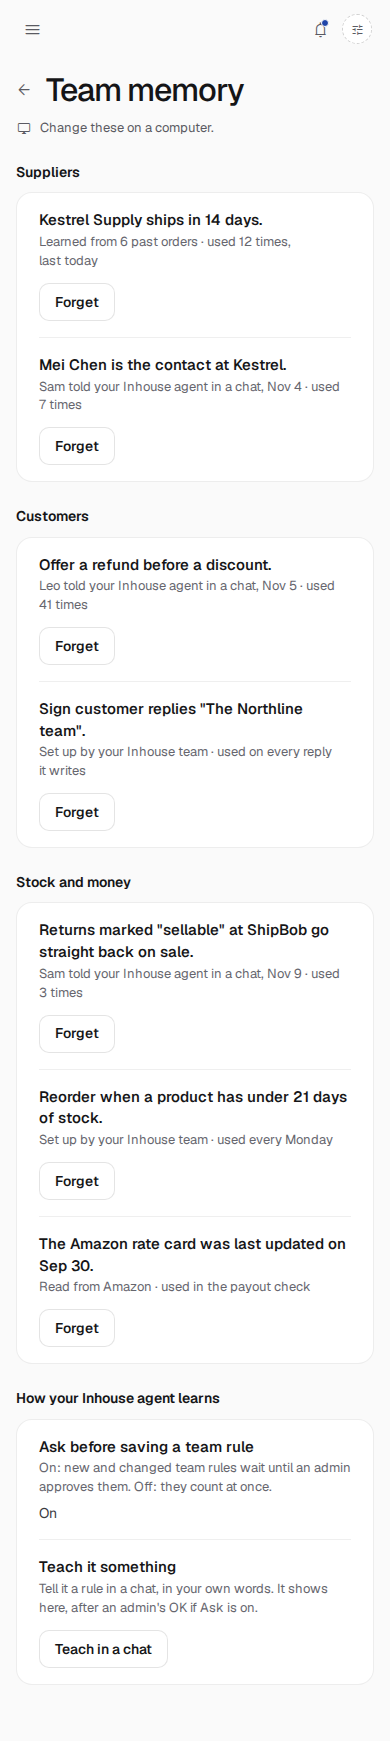 Team memory
Change these on a computer.
Suppliers
Kestrel Supply ships in 14 days.
Learned from 6 past orders · used 12 times,
last today
Forget
Mei Chen is the contact at Kestrel.
Sam told your Inhouse agent in a chat, Nov 4 · used
7 times
Forget
Customers
Offer a refund before a discount.
Leo told your Inhouse agent in a chat, Nov 5 · used
41 times
Forget
Sign customer replies "The Northline
team".
Set up by your Inhouse team · used on every reply
it writes
Forget
Stock and money
Returns marked "sellable" at ShipBob go
straight back on sale.
Sam told your Inhouse agent in a chat, Nov 9 · used
3 times
Forget
Reorder when a product has under 21 days
of stock.
Set up by your Inhouse team · used every Monday
Forget
The Amazon rate card was last updated on
Sep 30.
Read from Amazon · used in the payout check
Forget
How your Inhouse agent learns
Ask before saving a team rule
On: new and changed team rules wait until an admin
approves them. Off: they count at once.
On
Teach it something
Tell it a rule in a chat, in your own words. It shows
here, after an admin's OK if Ask is on.
Teach in a chat